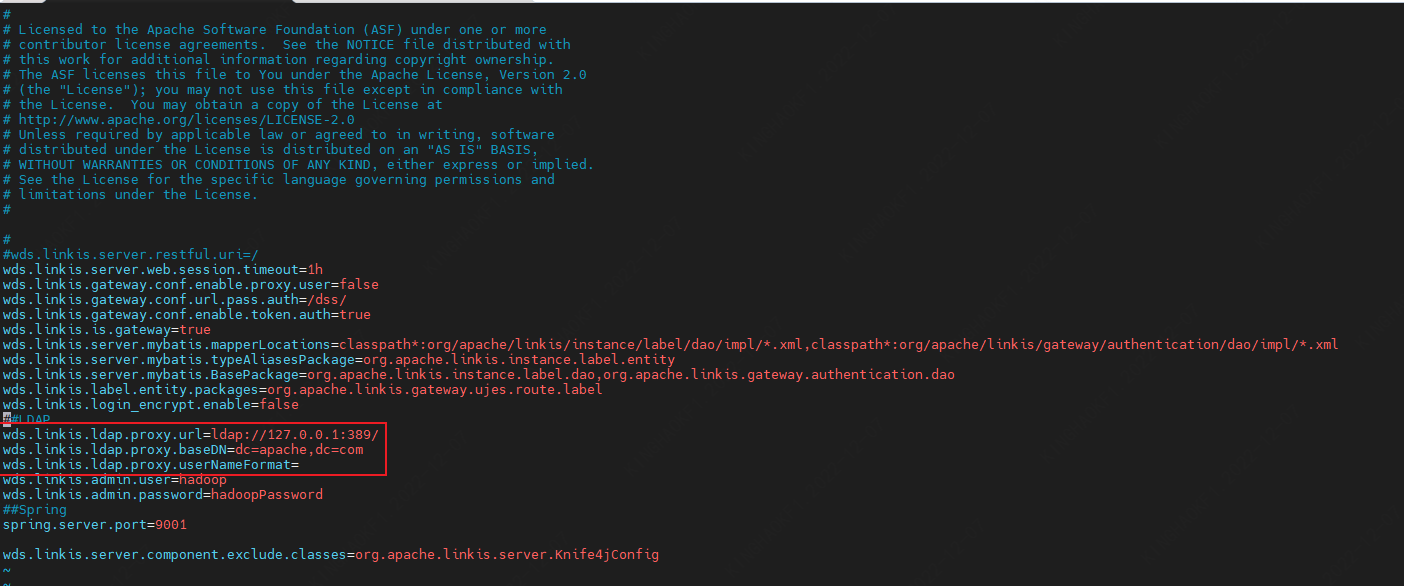 #
# Licensed to the Apache Software Foundation (ASF) under one or more
# contributor license agreements.  See the NOTICE file distributed with
# this work for additional information regarding copyright ownership.
# The ASF licenses this file to You under the Apache License, Version 2.0
# (the "License"); you may not use this file except in compliance with
# the License.  You may obtain a copy of the License at
# http://www.apache.org/licenses/LICENSE-2.0
# Unless required by applicable law or agreed to in writing, software
# distributed under the License is distributed on an "AS IS" BASIS,
# WITHOUT WARRANTIES OR CONDITIONS OF ANY KIND, either express or implied.
# See the License for the specific language governing permissions and
# limitations under the License.
#
#
#wds.linkis.server.restful.uri=/
wds.linkis.server.web.session.timeout=1h
wds.linkis.gateway.conf.enable.proxy.user=false
wds.linkis.gateway.conf.url.pass.auth=/dss/
wds.linkis.gateway.conf.enable.token.auth=true
wds.linkis.is.gateway=true
wds.linkis.server.mybatis.mapperLocations=classpath*:org/apache/linkis/instance/label/dao/impl/*.xml,classpath*:org/apache/linkis/gateway/authentication/dao/impl/*.xml
wds.linkis.server.mybatis.typeAliasesPackage=org.apache.linkis.instance.label.entity
wds.linkis.server.mybatis.BasePackage=org.apache.linkis.instance.label.dao,org.apache.linkis.gateway.authentication.dao
wds.linkis.label.entity.packages=org.apache.linkis.gateway.ujes.route.label
wds.linkis.login_encrypt.enable=false
##LDAP
wds.linkis.ldap.proxy.url=ldap://127.0.0.1:389/
wds.linkis.ldap.proxy.baseDN=dc=apache,dc=com
wds.linkis.ldap.proxy.userNameFormat=
wds.linkis.admin.user=hadoop
wds.linkis.admin.password=hadoopPassword
##Spring
spring.server.port=9001
wds.linkis.server.component.exclude.classes=org.apache.linkis.server.Knife4jConfig
~
~